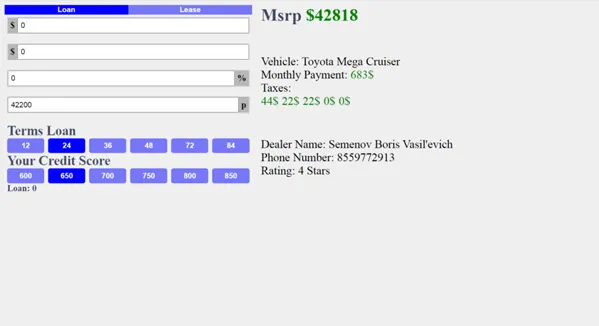 Loan Lease
$ 0
$ 0
0 %
42200 p
Terms Loan
12 24 36 48 72 84
Your Credit Score
600 650 700 750 800 850
Loan: 0
Msrp $42818
Vehicle: Toyota Mega Cruiser
Monthly Payment: 683$
Taxes:
44$ 22$ 22$ 0$ 0$
Dealer Name: Semenov Boris Vasil'evich
Phone Number: 8559772913
Rating: 4 Stars